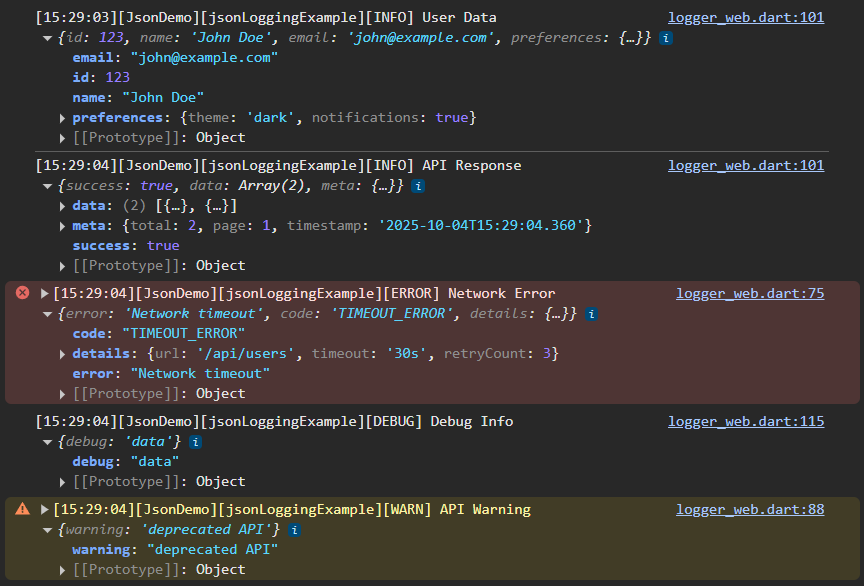 [15:29:03][JsonDemo][jsonLoggingExample][INFO] User Data logger_web.dart:101
{id: 123, name: 'John Doe', email: 'john@example.com', preferences: {…}} i
email: "john@example.com"
id: 123
name: "John Doe"
preferences: {theme: 'dark', notifications: true}
[[Prototype]]: Object
[15:29:04][JsonDemo][jsonLoggingExample][INFO] API Response logger_web.dart:101
{success: true, data: Array(2), meta: {…}} i
data: (2) [{…}, {…}]
meta: {total: 2, page: 1, timestamp: '2025-10-04T15:29:04.360'}
success: true
[[Prototype]]: Object
[15:29:04][JsonDemo][jsonLoggingExample][ERROR] Network Error logger_web.dart:75
{error: 'Network timeout', code: 'TIMEOUT_ERROR', details: {…}} i
code: "TIMEOUT_ERROR"
details: {url: '/api/users', timeout: '30s', retryCount: 3}
error: "Network timeout"
[[Prototype]]: Object
[15:29:04][JsonDemo][jsonLoggingExample][DEBUG] Debug Info logger_web.dart:115
{debug: 'data'} i
debug: "data"
[[Prototype]]: Object
[15:29:04][JsonDemo][jsonLoggingExample][WARN] API Warning logger_web.dart:88
{warning: 'deprecated API'} i
warning: "deprecated API"
[[Prototype]]: Object